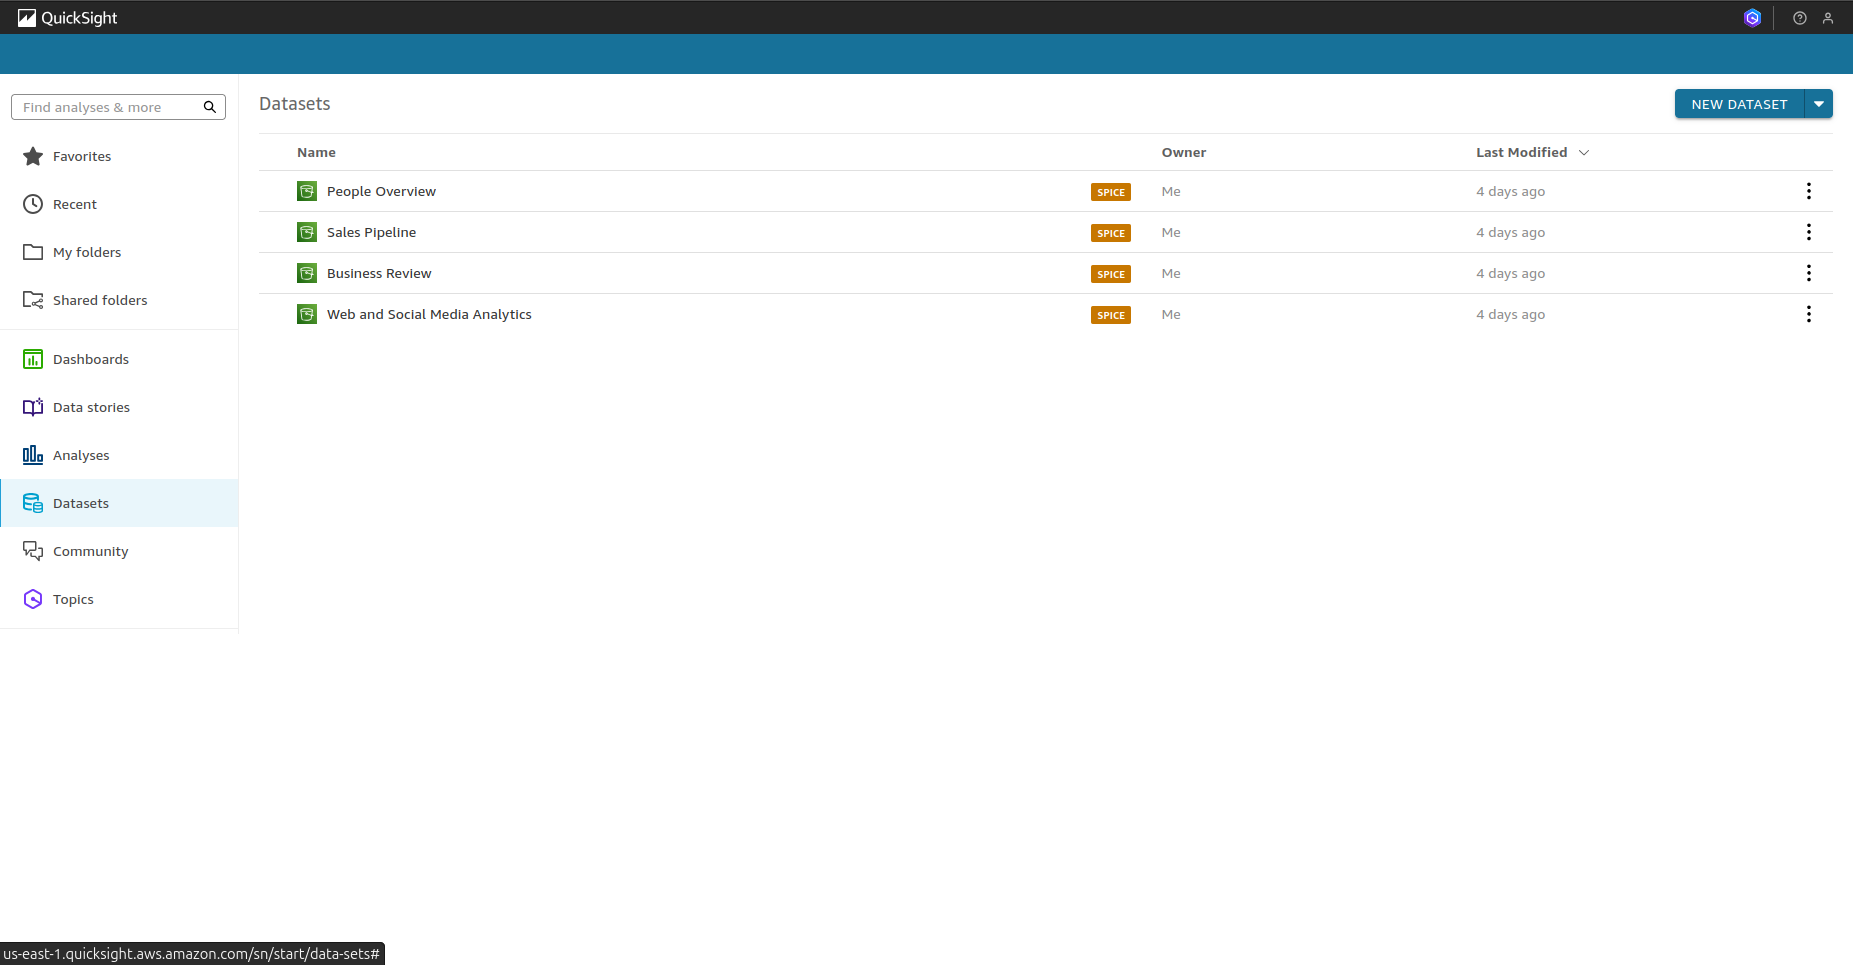 QuickSight
Find analyses & more
Favorites
Recent
My folders
Shared folders
Dashboards
Data stories
Analyses
Datasets
Community
Topics
Datasets
NEW DATASET
Name Owner Last Modified
People Overview SPICE Me 4 days ago
Sales Pipeline SPICE Me 4 days ago
Business Review SPICE Me 4 days ago
Web and Social Media Analytics SPICE Me 4 days ago
us-east-1.quicksight.aws.amazon.com/sn/start/data-sets#